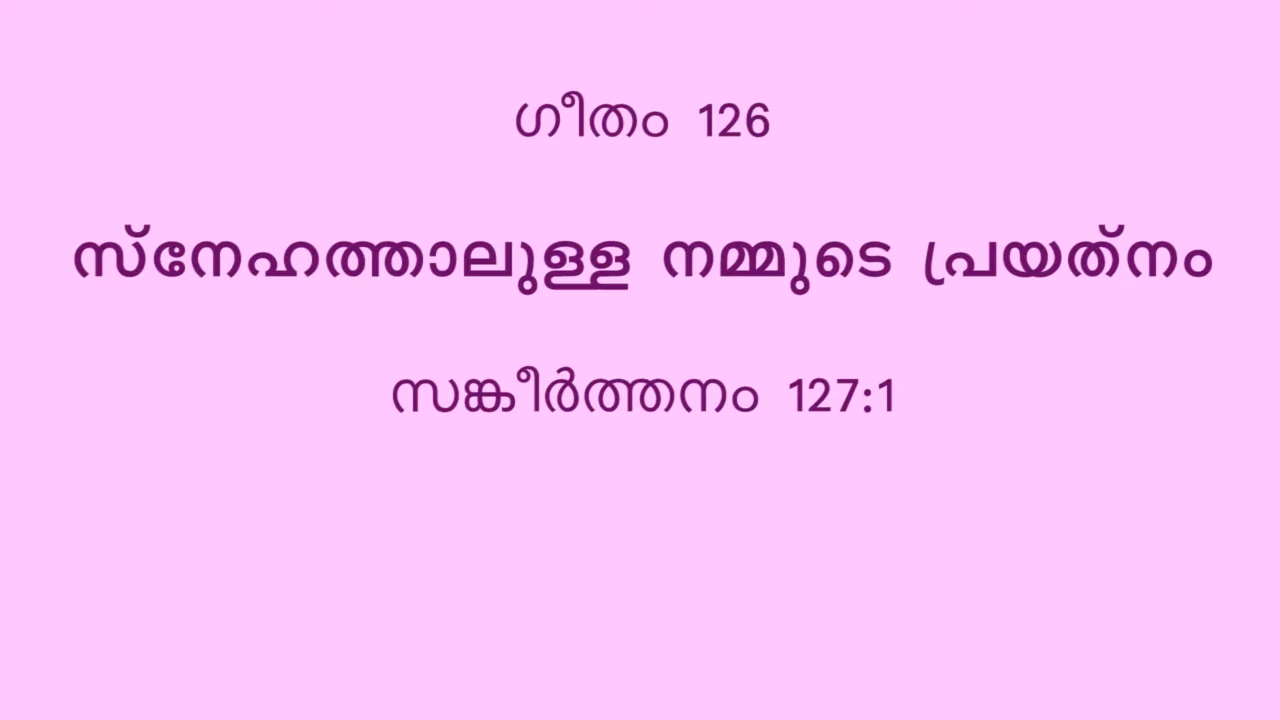 ഗീതം 126
സ്നേഹത്താലുള്ള നമ്മുടെ പ്രയത്‌നം
സങ്കീർത്തനം 127:1